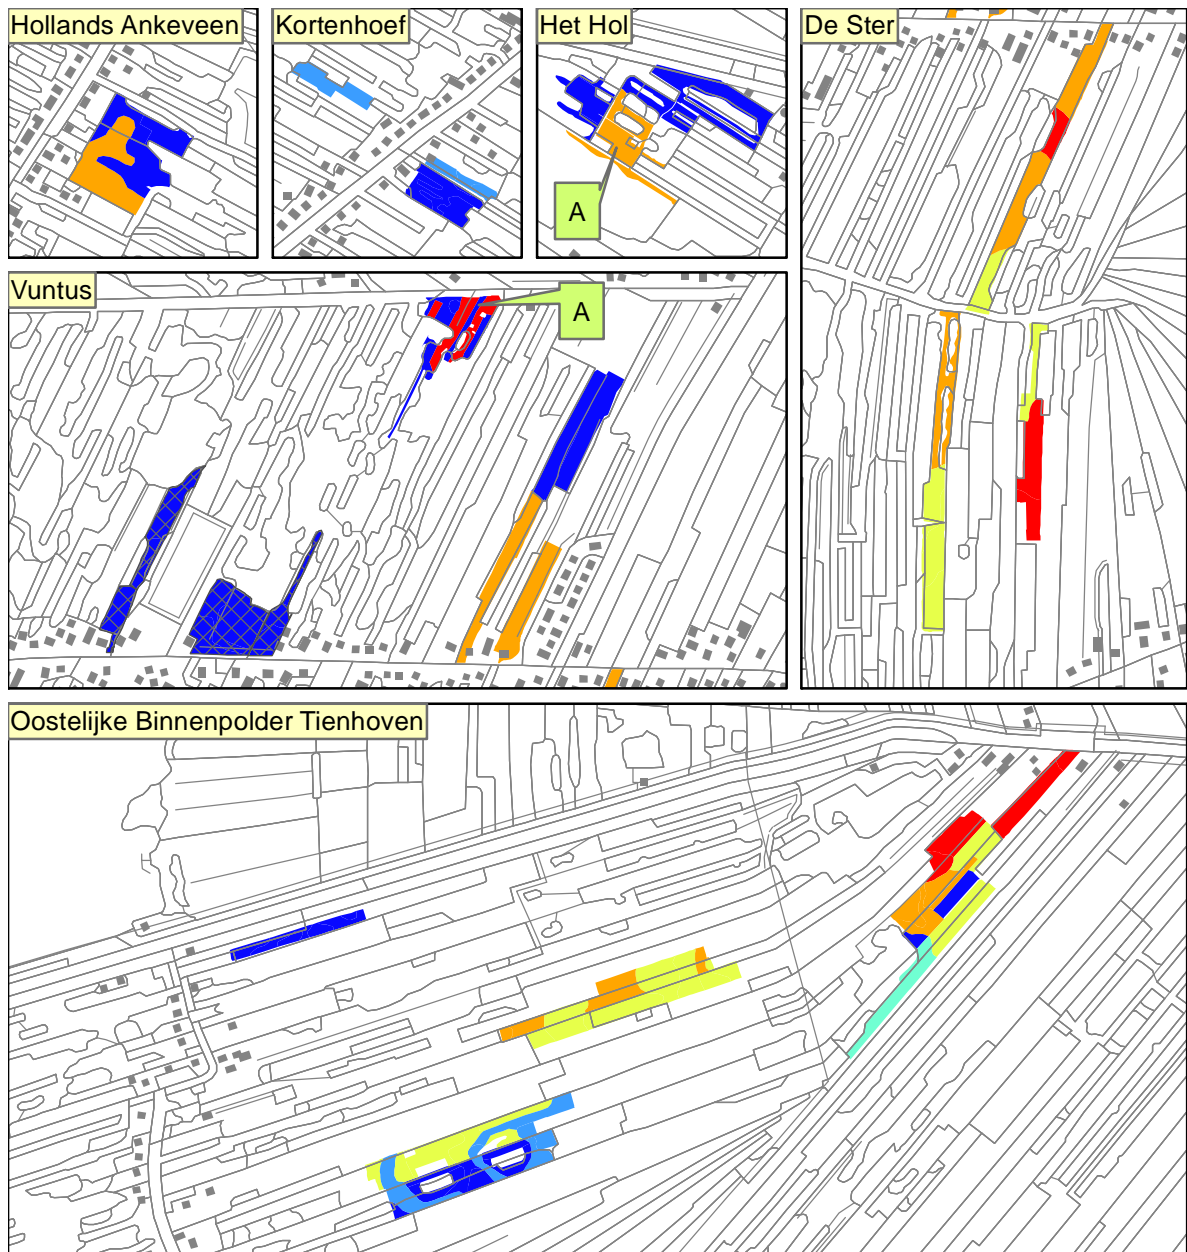 Hollands Ankeveen
Kortenhoef
Het Hol
De Ster
A
Vuntus
A
Oostelijke Binnenpolder Tienhoven